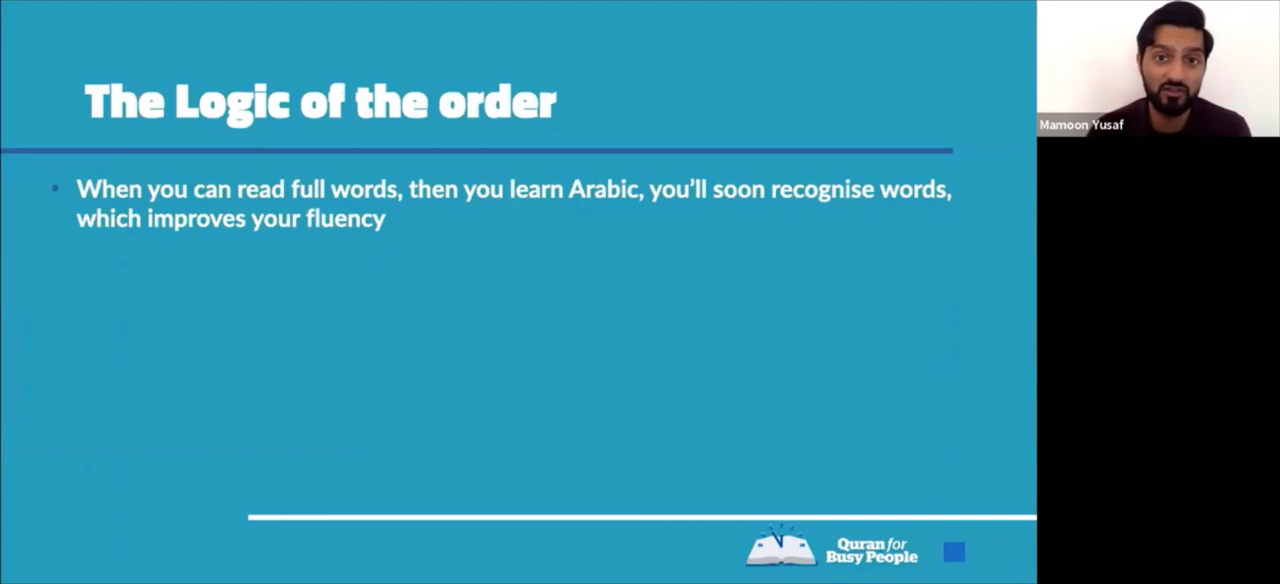 The Logic of the order
• When you can read full words, then you learn Arabic, you’ll soon recognise words,
which improves your fluency
Mamoon Yusaf
Quran for
Busy People